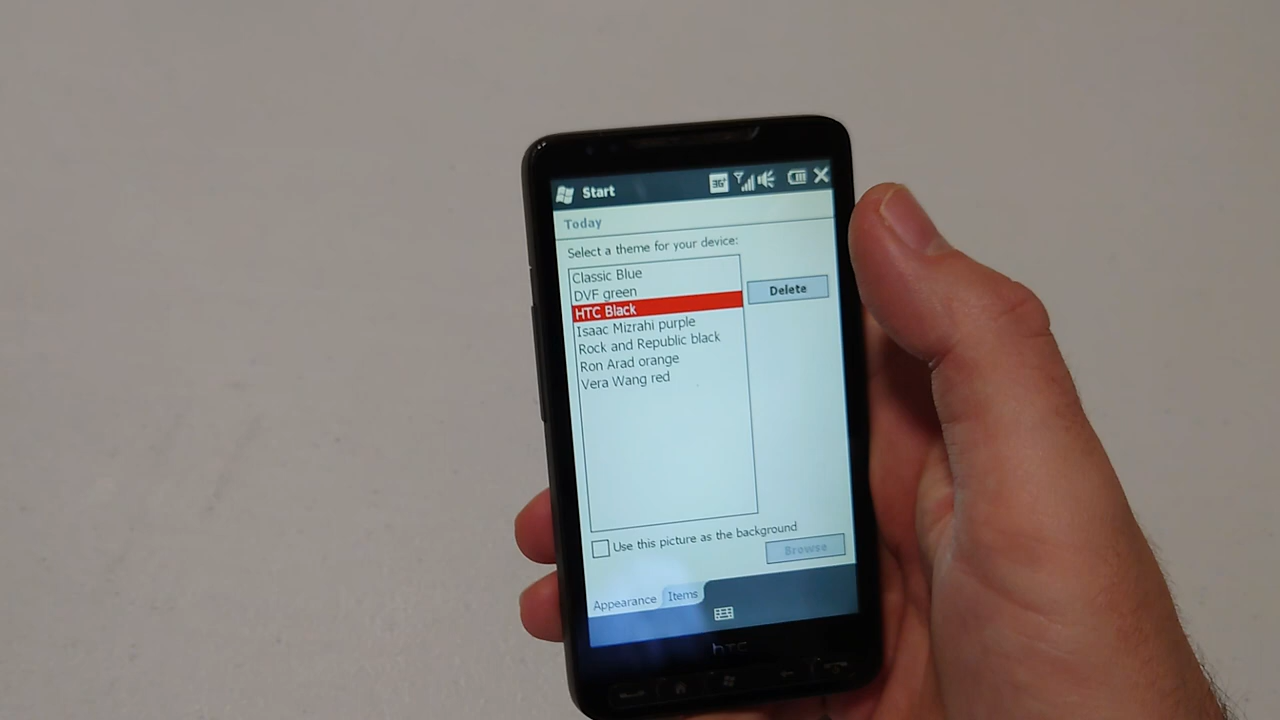 Start
3G+
Today
Select a theme for your device:
Classic Blue
DVF green
HTC Black
Delete
Isaac Mizrahi purple
Rock and Republic black
Ron Arad orange
Vera Wang red
Use this picture as the background
Browse
Appearance
Items
hTC